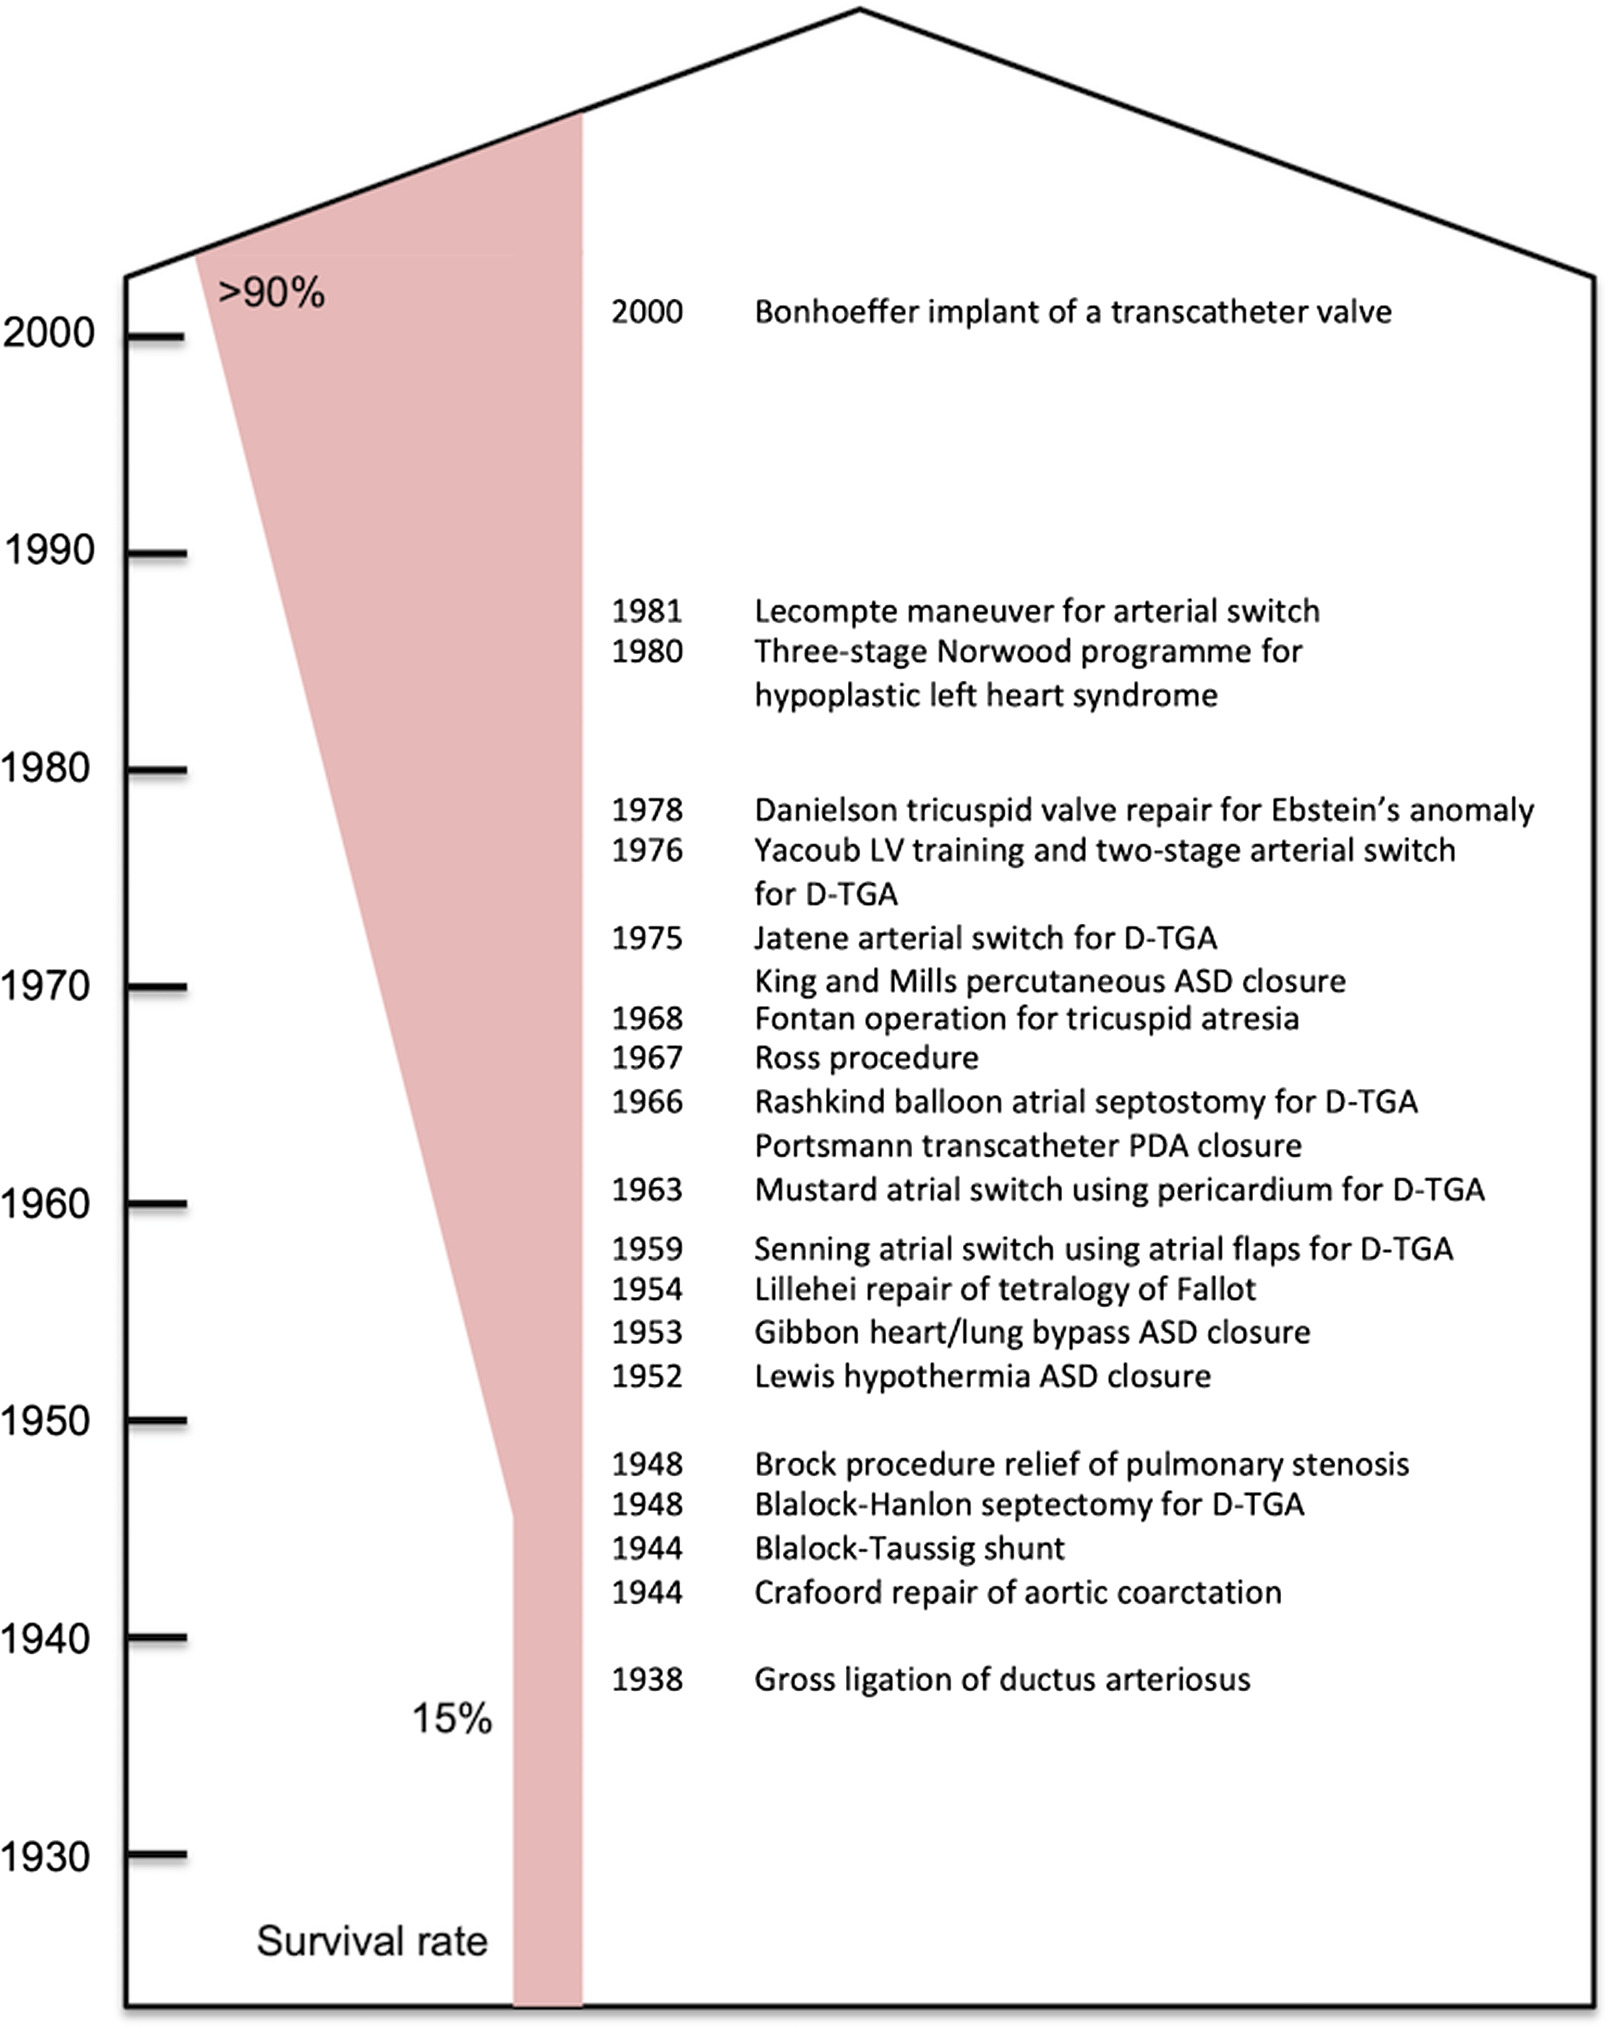 >90%
2000
2000 Bonhoeffer implant of a transcatheter valve
1990
1981 Lecompte maneuver for arterial switch
1980 Three-stage Norwood programme for
hypoplastic left heart syndrome
1980
1978 Danielson tricuspid valve repair for Ebstein’s anomaly
1976 Yacoub LV training and two-stage arterial switch
for D-TGA
1975 Jatene arterial switch for D-TGA
King and Mills percutaneous ASD closure
1970
1968 Fontan operation for tricuspid atresia
1967 Ross procedure
1966 Rashkind balloon atrial septostomy for D-TGA
Portsmann transcatheter PDA closure
1963 Mustard atrial switch using pericardium for D-TGA
1960
1959 Senning atrial switch using atrial flaps for D-TGA
1954 Lillehei repair of tetralogy of Fallot
1953 Gibbon heart/lung bypass ASD closure
1952 Lewis hypothermia ASD closure
1950
1948 Brock procedure relief of pulmonary stenosis
1948 Blalock-Hanlon septectomy for D-TGA
1944 Blalock-Taussig shunt
1944 Crafoord repair of aortic coarctation
1940
1938 Gross ligation of ductus arteriosus
15%
1930
Survival rate